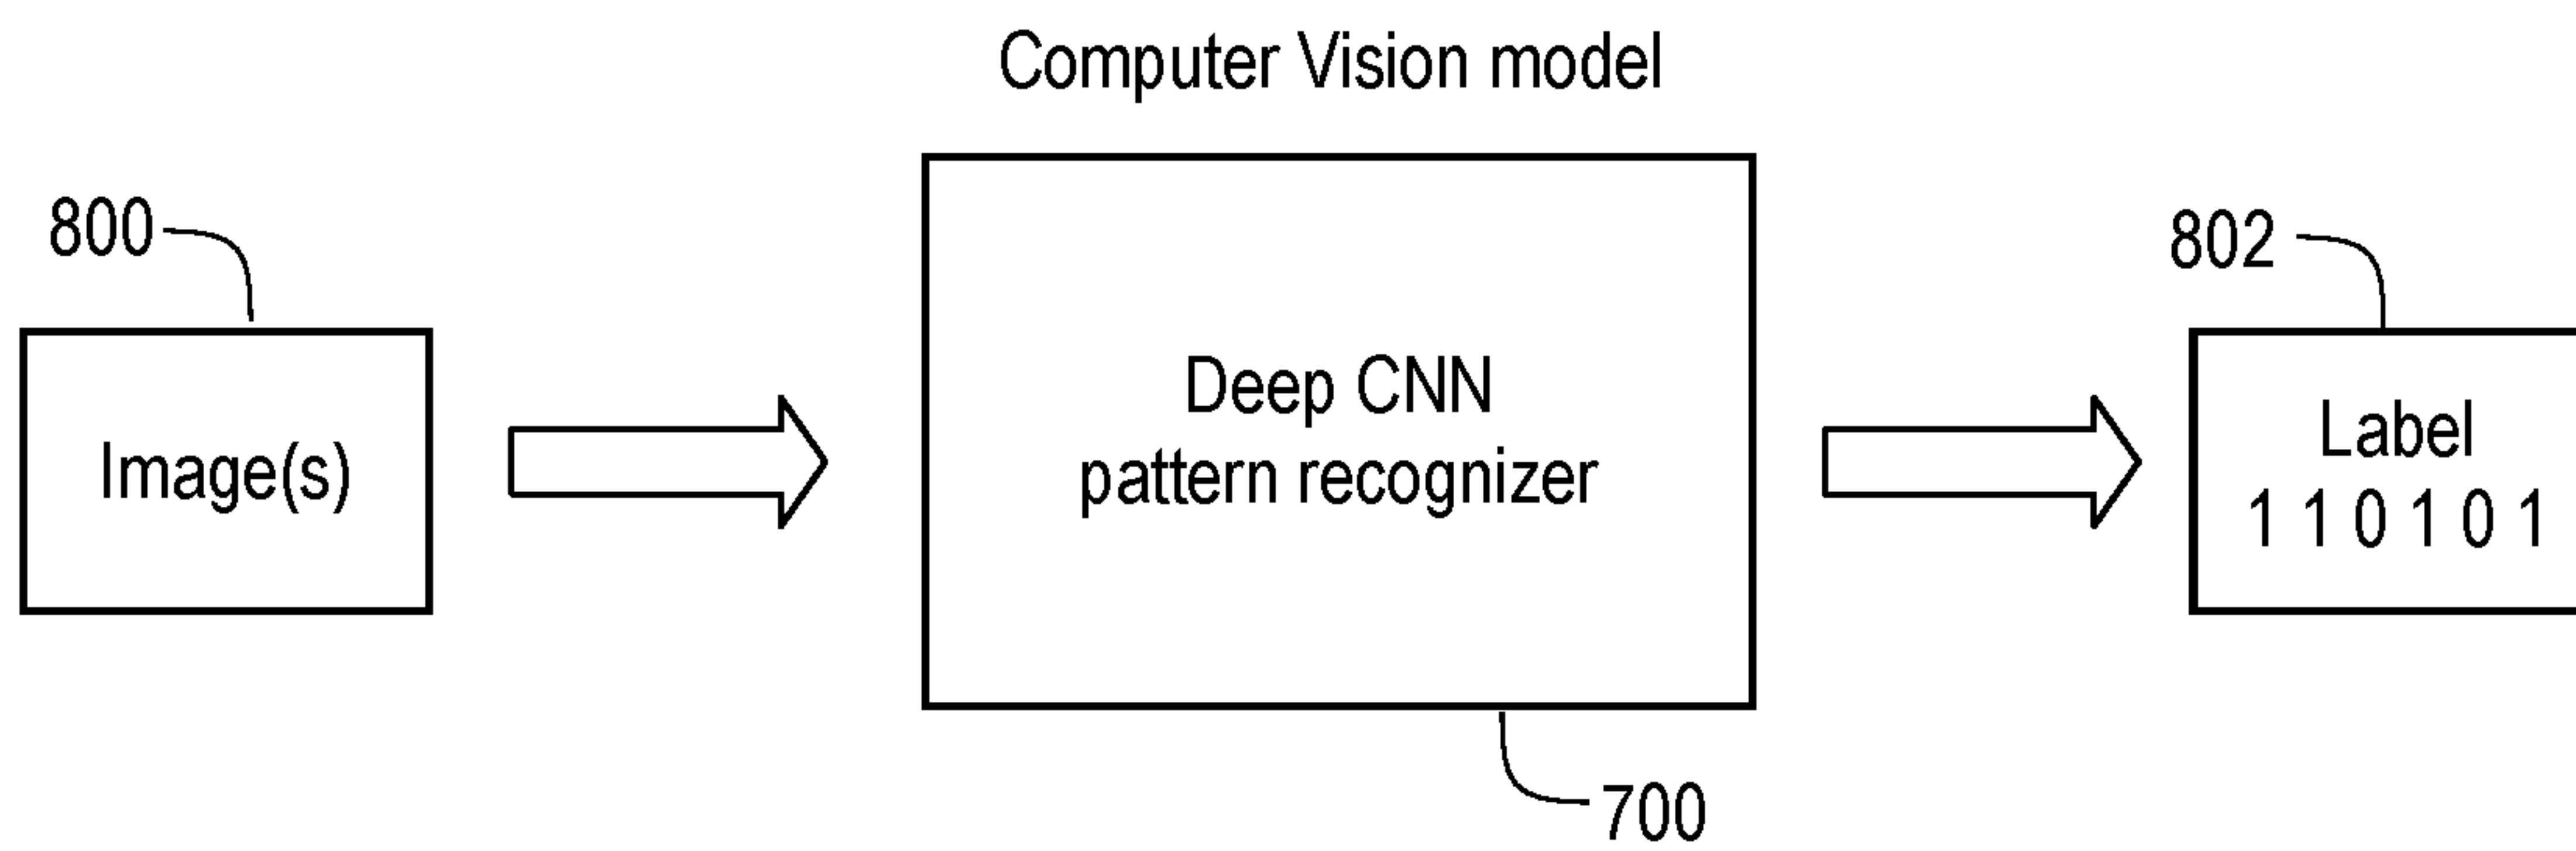 Computer Vision model
800
Image(s)
Deep CNN
pattern recognizer
700
802
Label
1 1 0 1 0 1